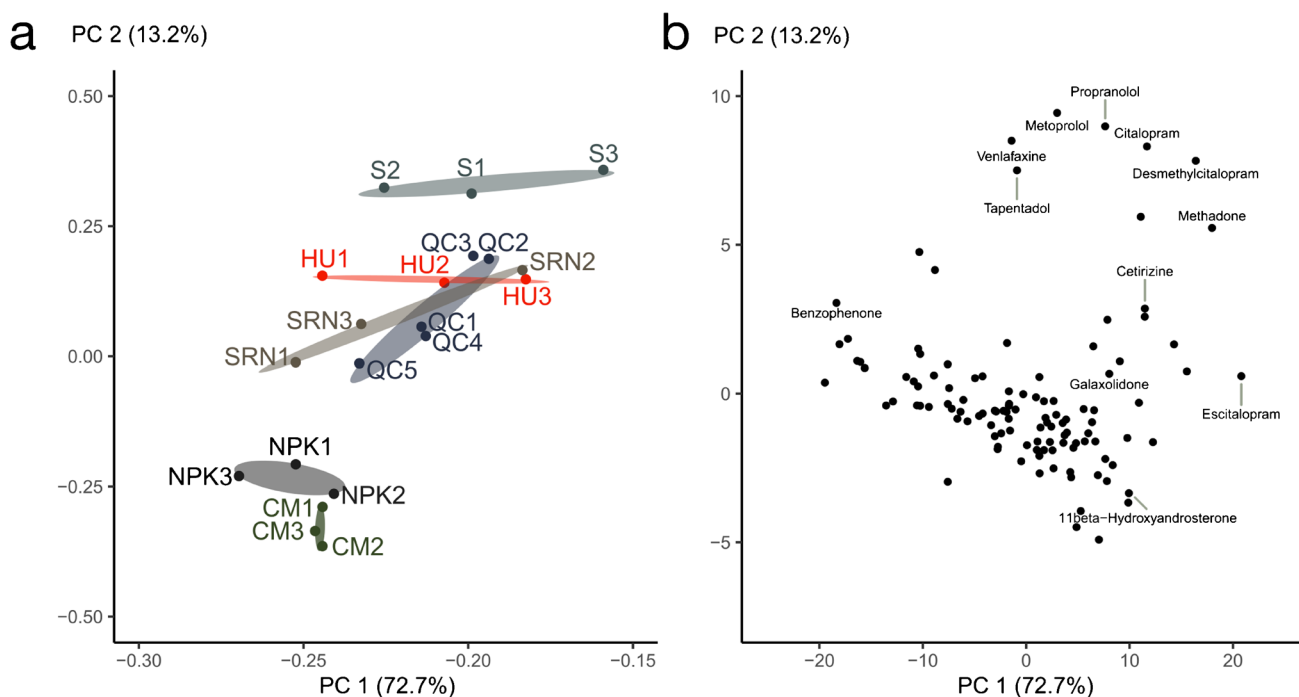 a
PC 2 (13.2%)
0.50
0.25
0.00
−0.25
−0.50
S2
S1
S3
HU1
HU2
HU3
QC3
QC2
SRN2
SRN3
SRN1
QC1
QC4
QC5
NPK1
NPK3
NPK2
CM1
CM3
CM2
−0.30
−0.25
−0.20
−0.15
PC 1 (72.7%)
b
PC 2 (13.2%)
10
5
0
−5
Propranolol
Metoprolol
Citalopram
Venlafaxine
Desmethylcitalopram
Tapentadol
Methadone
Cetirizine
Benzophenone
Galaxolidone
Escitalopram
11beta−Hydroxyandrosterone
−20
−10
0
10
20
PC 1 (72.7%)